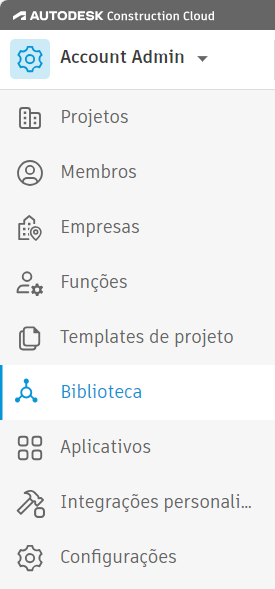 AUTODESK Construction Cloud
Account Admin
Projetos
Membros
Empresas
Funções
Templates de projeto
Biblioteca
Aplicativos
Integrações personali...
Configurações